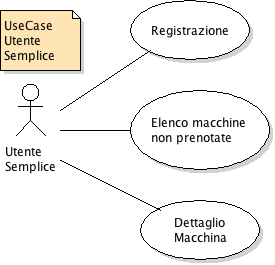 UseCase
Utente
Semplice
Registrazione
Elenco macchine
non prenotate
Utente
Semplice
Dettaglio
Macchina